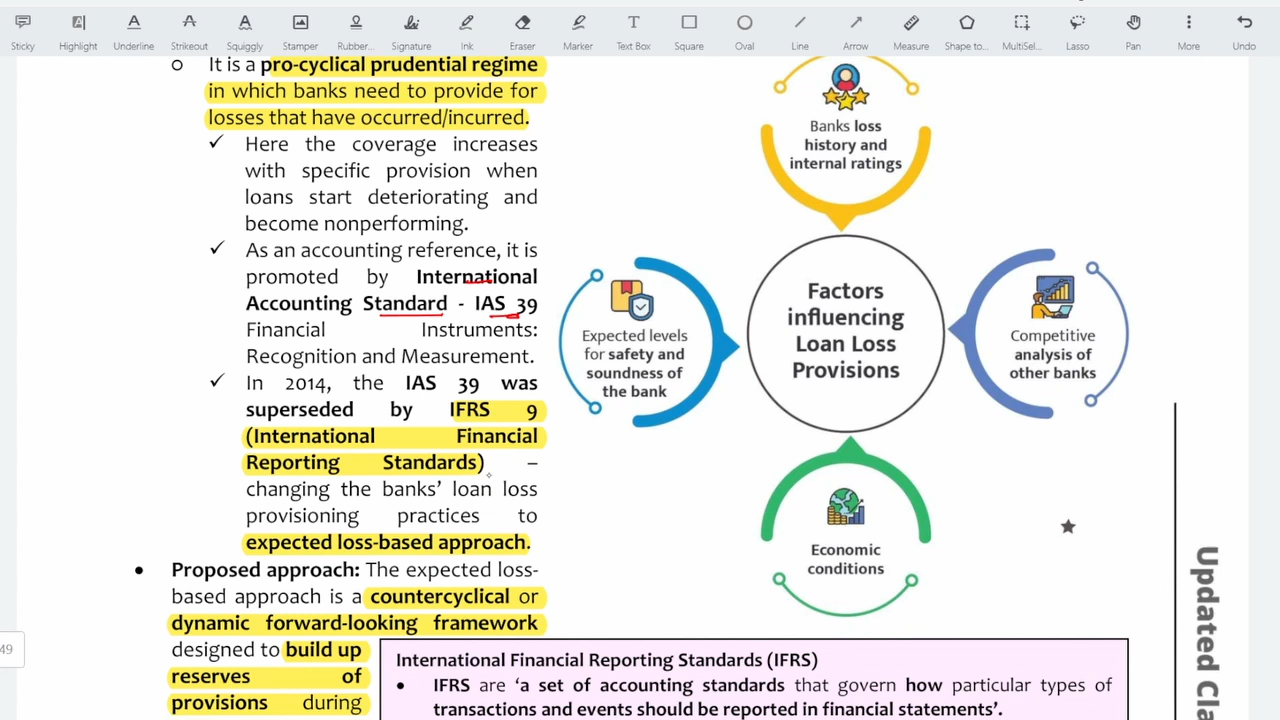 Sticky
Highlight
Underline
Strikeout
Squiggly
Stamper
Rubber...
Signature
Ink
Eraser
Marker
Text Box
Square
Oval
Line
Arrow
Measure
Shape to...
MultiSel...
Lasso
Pan
More
Undo
o It is a pro-cyclical prudential regime
in which banks need to provide for
losses that have occurred/incurred.
✓ Here the coverage increases
with specific provision when
loans start deteriorating and
become nonperforming.
✓ As an accounting reference, it is
promoted by International
Accounting Standard - IAS 39
Financial Instruments:
Recognition and Measurement.
✓ In 2014, the IAS 39 was
superseded by IFRS 9
(International Financial
Reporting Standards) –
changing the banks' loan loss
provisioning practices to
expected loss-based approach.
• Proposed approach: The expected loss-
based approach is a countercyclical or
dynamic forward-looking framework
designed to build up
reserves of
provisions during
Banks loss
history and
internal ratings
Expected levels
for safety and
soundness of
the bank
Factors
influencing
Loan Loss
Provisions
Competitive
analysis of
other banks
Economic
conditions
International Financial Reporting Standards (IFRS)
• IFRS are 'a set of accounting standards that govern how particular types of
transactions and events should be reported in financial statements'.
49
Updated Cla